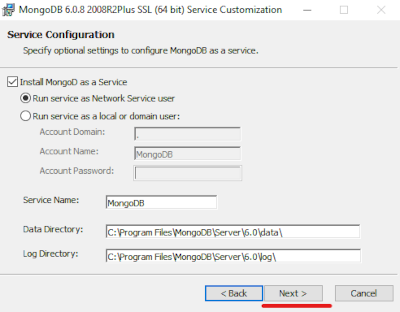 MongoDB 6.0.8 2008R2Plus SSL (64 bit) Service Customization
Service Configuration
Specify optional settings to configure MongoDB as a service.
Install MongoD as a Service
Run service as Network Service user
Run service as a local or domain user:
Account Domain: .
Account Name: MongoDB
Account Password:
Service Name: MongoDB
Data Directory: C:\Program Files\MongoDB\Server\6.0\data\
Log Directory: C:\Program Files\MongoDB\Server\6.0\log\
< Back Next > Cancel